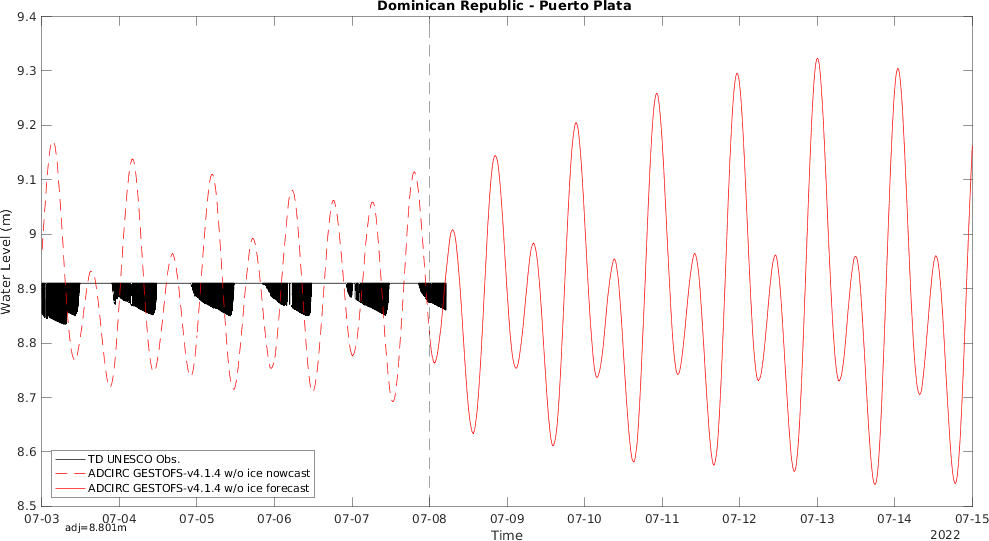 Dominican Republic - Puerto Plata
9.4
9.3
9.2
9.1
9
8.9
8.8
8.7
8.6
8.5
Water Level (m)
TD UNESCO Obs.
ADCIRC GESTOFS-v4.1.4 w/o ice nowcast
ADCIRC GESTOFS-v4.1.4 w/o ice forecast
07-03 07-04 07-05 07-06 07-07 07-08 07-09 07-10 07-11 07-12 07-13 07-14 07-15
adj=8.801m
Time
2022